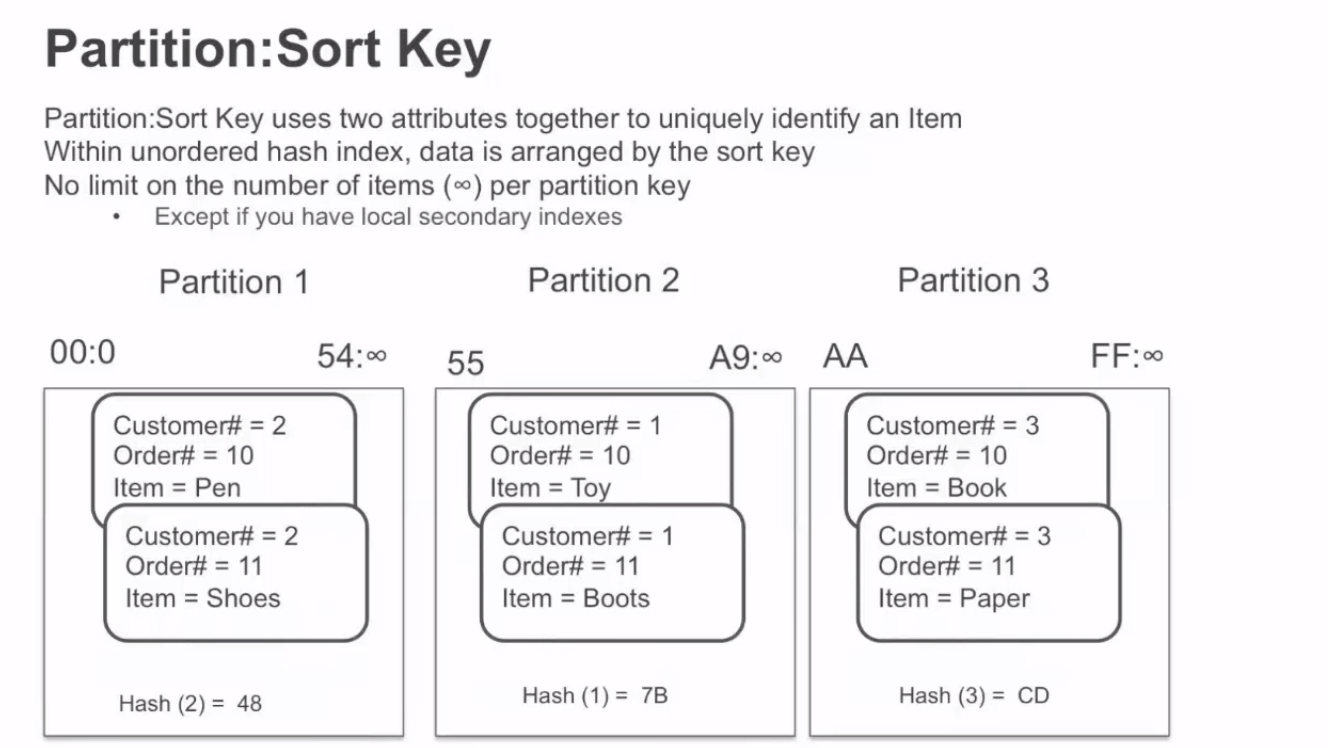 Partition:Sort Key
Partition:Sort Key uses two attributes together to uniquely identify an Item
Within unordered hash index, data is arranged by the sort key
No limit on the number of items (∞) per partition key
• Except if you have local secondary indexes
Partition 1
Partition 2
Partition 3
00:0
54:∞
55
A9:∞
AA
FF:∞
Customer# = 2
Order# = 10
Item = Pen
Customer# = 2
Order# = 11
Item = Shoes
Hash (2) = 48
Customer# = 1
Order# = 10
Item = Toy
Customer# = 1
Order# = 11
Item = Boots
Hash (1) = 7B
Customer# = 3
Order# = 10
Item = Book
Customer# = 3
Order# = 11
Item = Paper
Hash (3) = CD